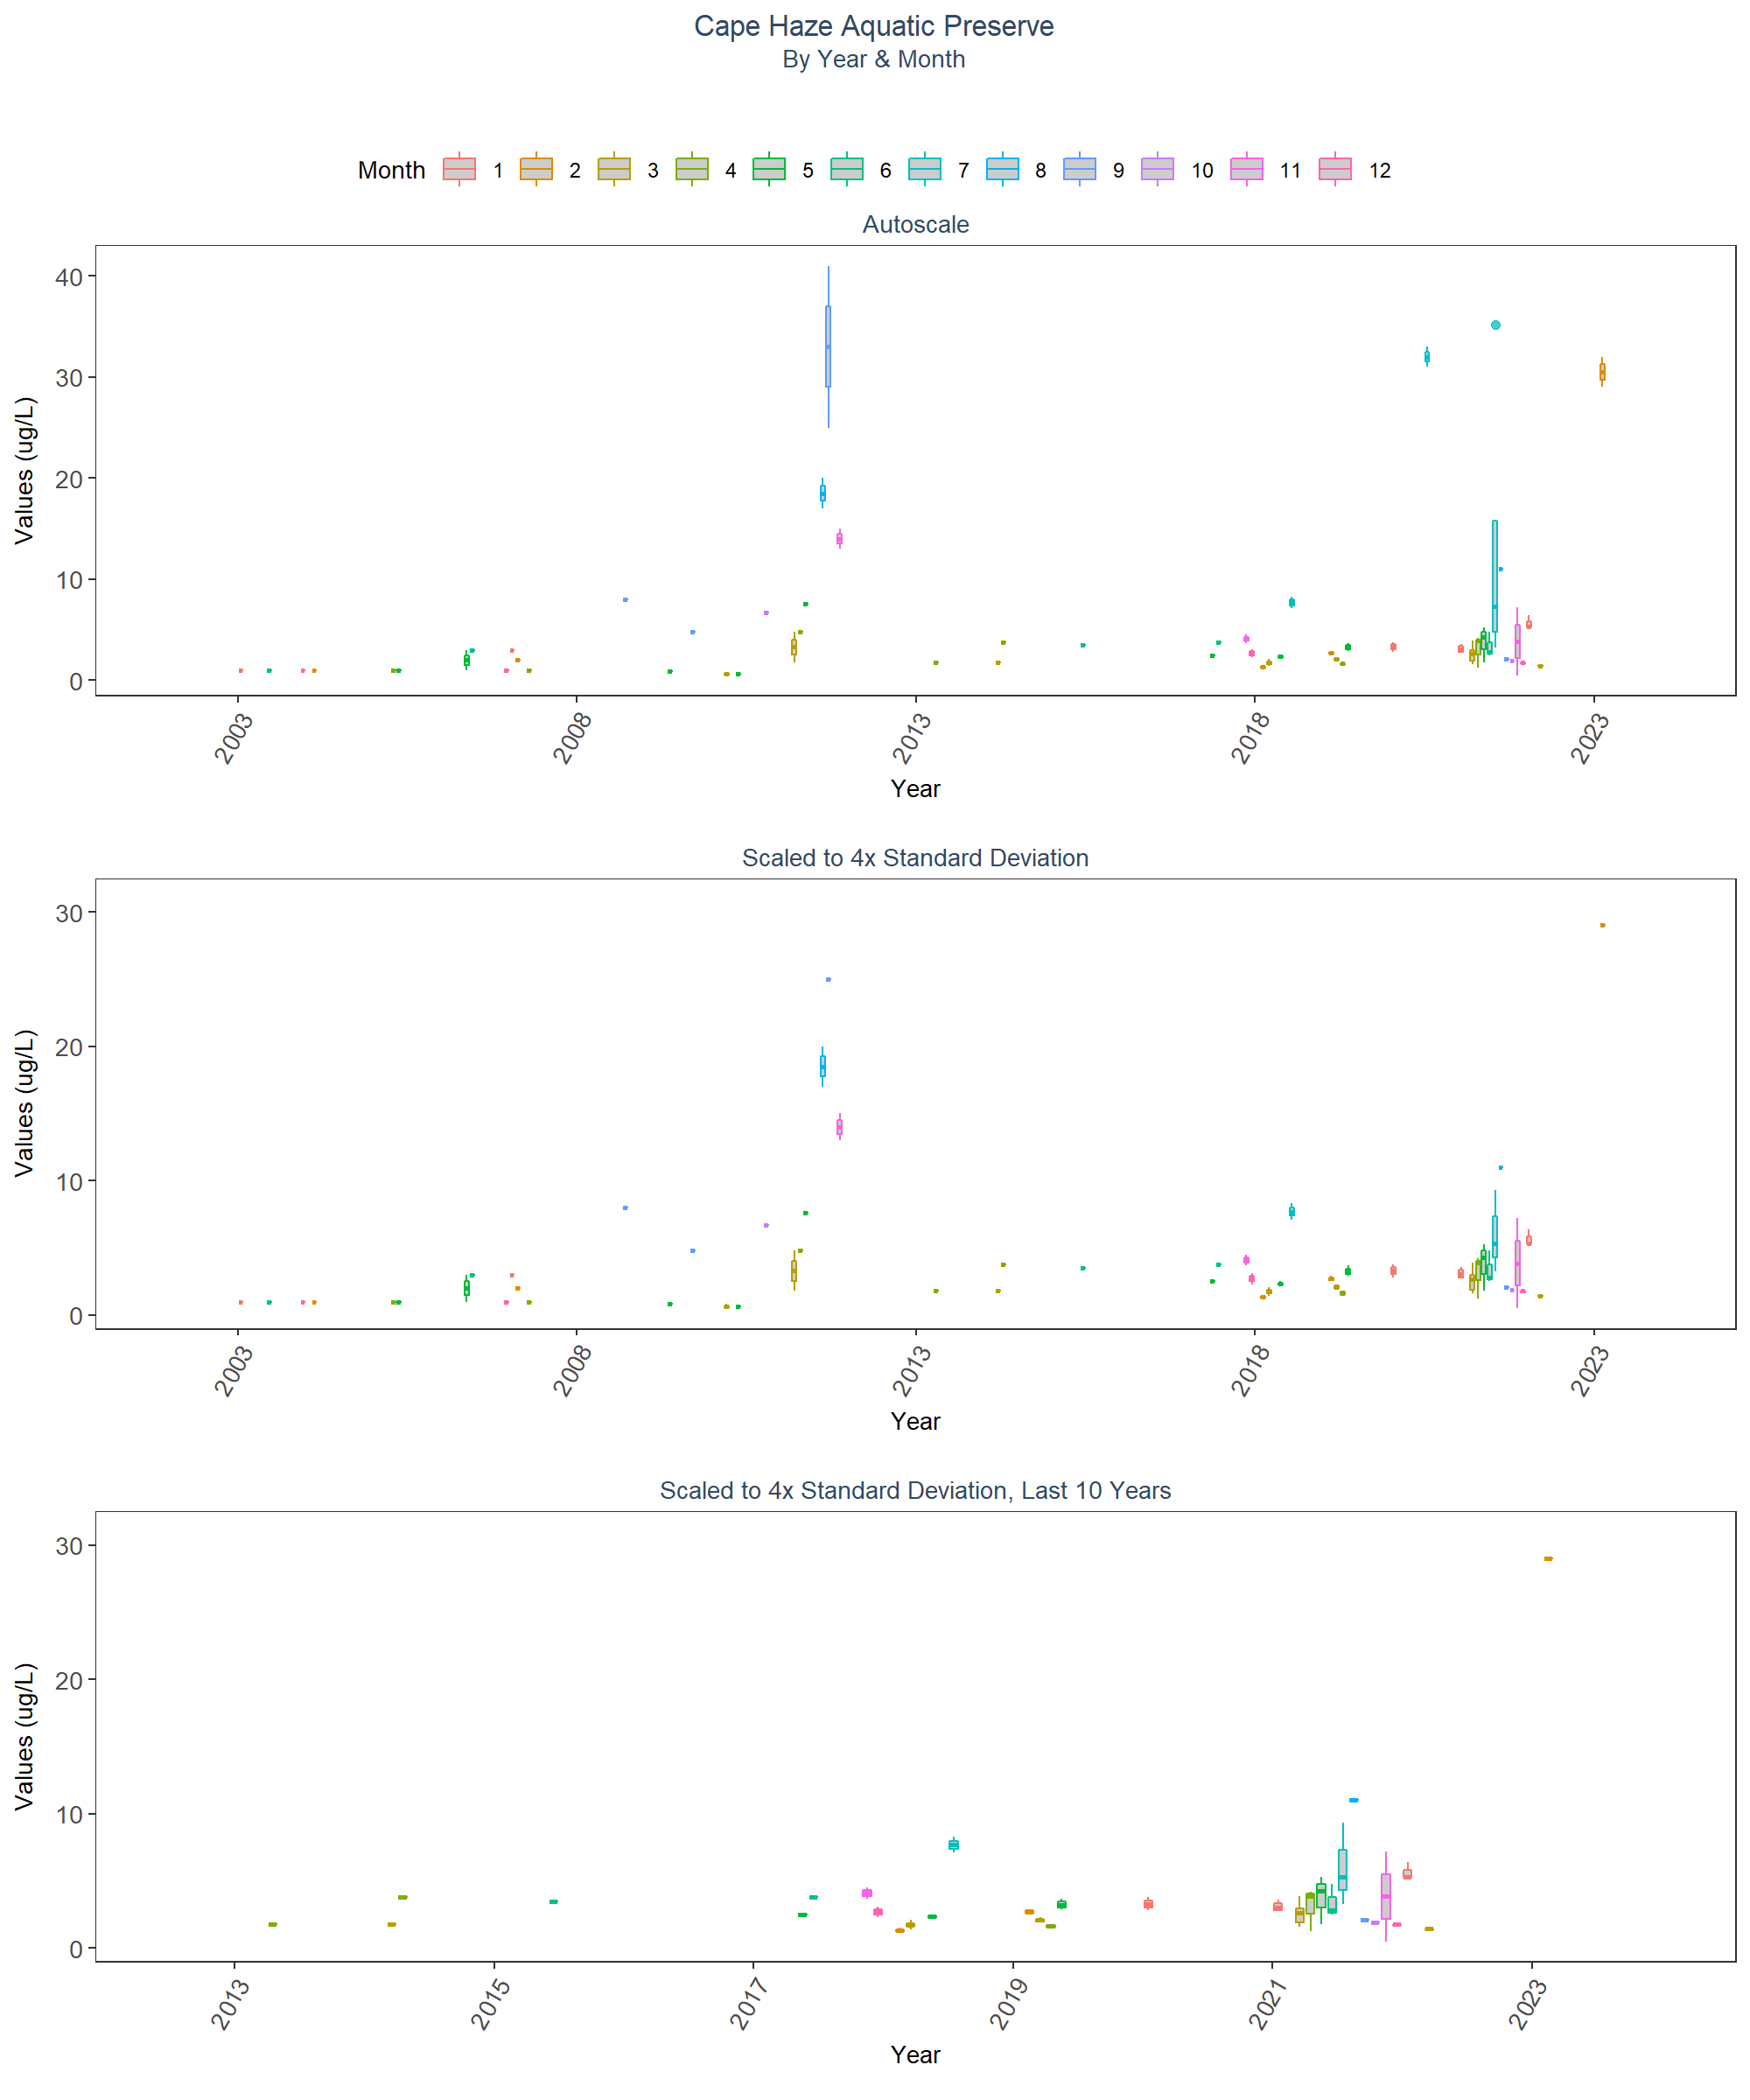 Cape Haze Aquatic Preserve
By Year & Month
Month 1 2 3 4 5 6 7 8 9 10 11 12
Autoscale
Values (ug/L)
40
30
20
10
0
2003 2008 2013 2018 2023
Year
Scaled to 4x Standard Deviation
Values (ug/L)
30
20
10
0
2003 2008 2013 2018 2023
Year
Scaled to 4x Standard Deviation, Last 10 Years
Values (ug/L)
30
20
10
0
2013 2015 2017 2019 2021 2023
Year